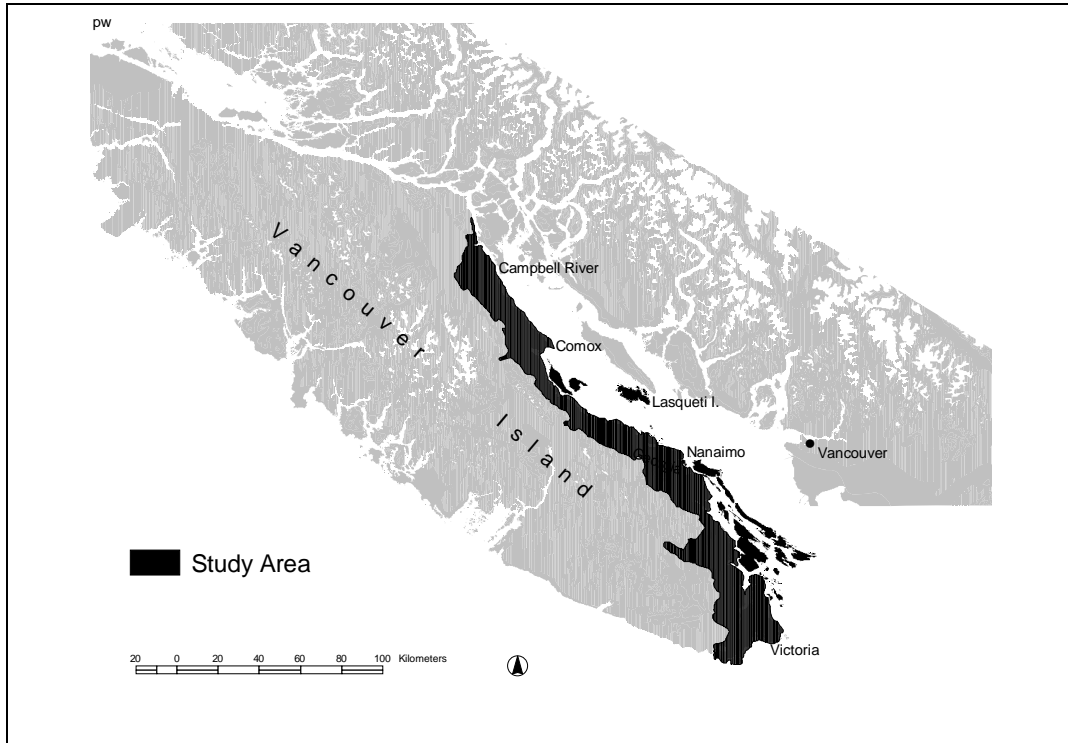 pw
Vancouver
Island
Campbell River
Comox
Lasqueti I.
Nanaimo
Vancouver
Study Area
Victoria
20 0 20 40 60 80 100 Kilometers